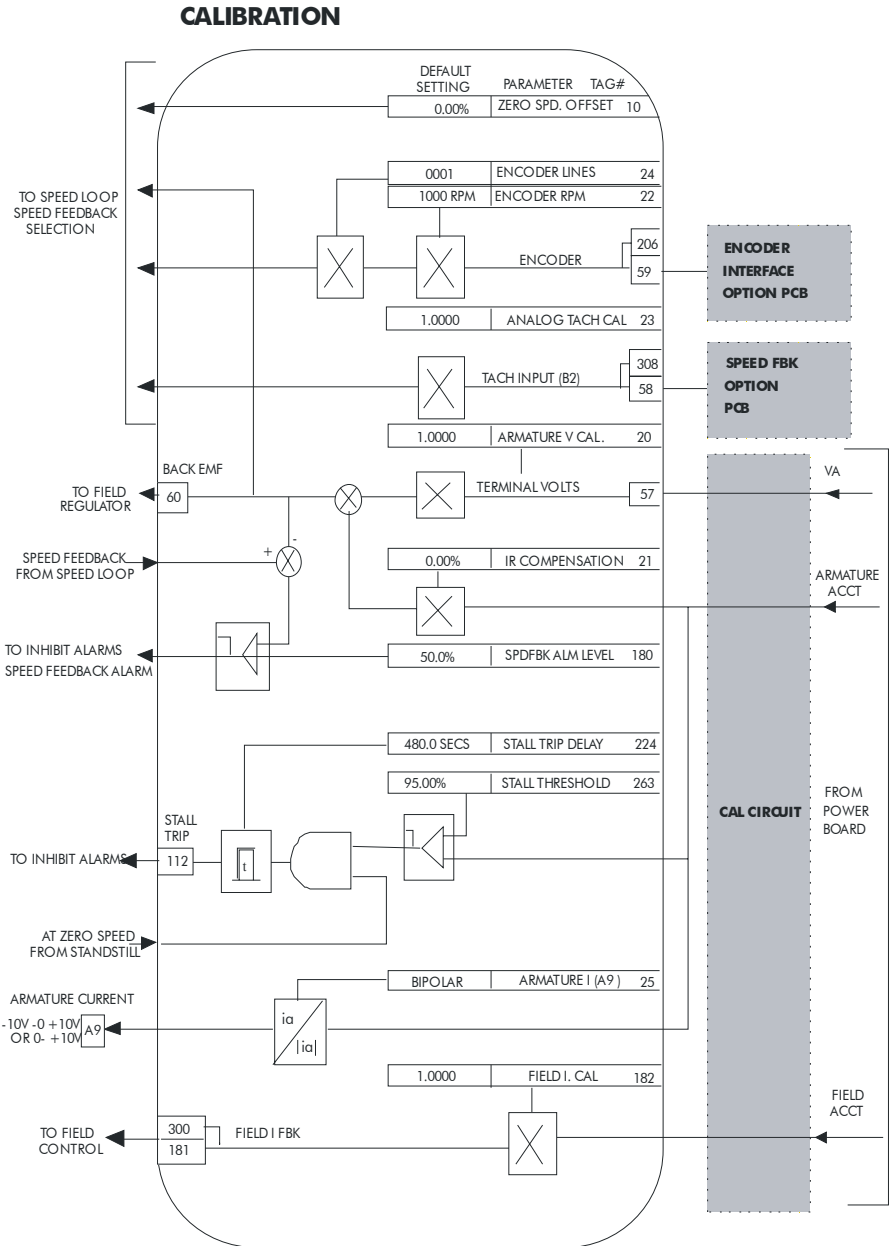 CALIBRATION
DEFAULT
SETTING
PARAMETER TAG#
0.00% ZERO SPD. OFFSET 10
0001 ENCODER LINES 24
1000 RPM ENCODER RPM 22
TO SPEED LOOP
SPEED FEEDBACK
SELECTION
ENCODER
206
59
ENCODER
INTERFACE
OPTION PCB
1.0000 ANALOG TACH CAL 23
TACH INPUT (B2)
308
58
SPEED FBK
OPTION
PCB
1.0000 ARMATURE V CAL. 20
BACK EMF
TO FIELD
REGULATOR
60
TERMINAL VOLTS
57
VA
+
-
SPEED FEEDBACK
FROM SPEED LOOP
0.00% IR COMPENSATION 21
ARMATURE
ACCT
TO INHIBIT ALARMS
SPEED FEEDBACK ALARM
50.0% SPDFBK ALM LEVEL 180
480.0 SECS STALL TRIP DELAY 224
95.00% STALL THRESHOLD 263
STALL
TRIP
TO INHIBIT ALARMS
112
t
CAL CIRCUIT
FROM
POWER
BOARD
AT ZERO SPEED
FROM STANDSTILL
BIPOLAR ARMATURE I (A9 ) 25
ARMATURE CURRENT
-10V -0 +10V
OR 0- +10V
A9
ia
|ia|
1.0000 FIELD I. CAL 182
FIELD
ACCT
TO FIELD
CONTROL
300
181
FIELD I FBK